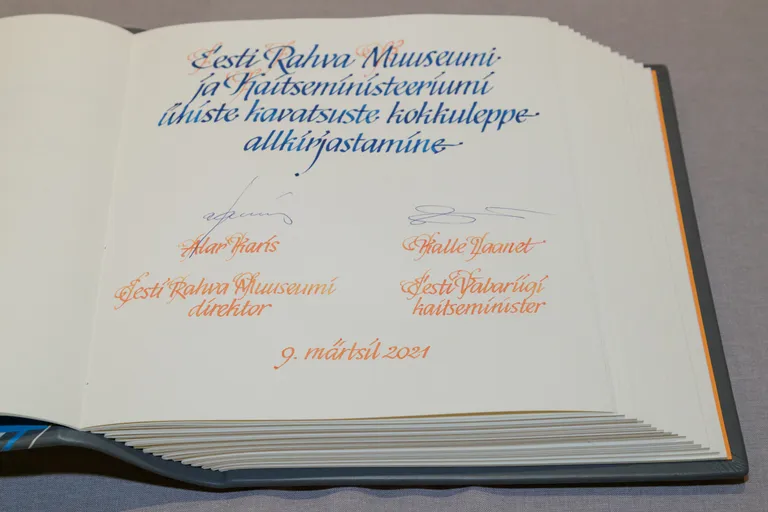 Eesti Rahva Muuseumi
ja Kaitseministeeriumi
ühiste kavatsuste kokkuleppe
allkirjastamine
Alar Karis
Kalle Laanet
Eesti Rahva Muuseumi
direktor
Eesti Vabariigi
kaitseminister
9. märtsil 2021